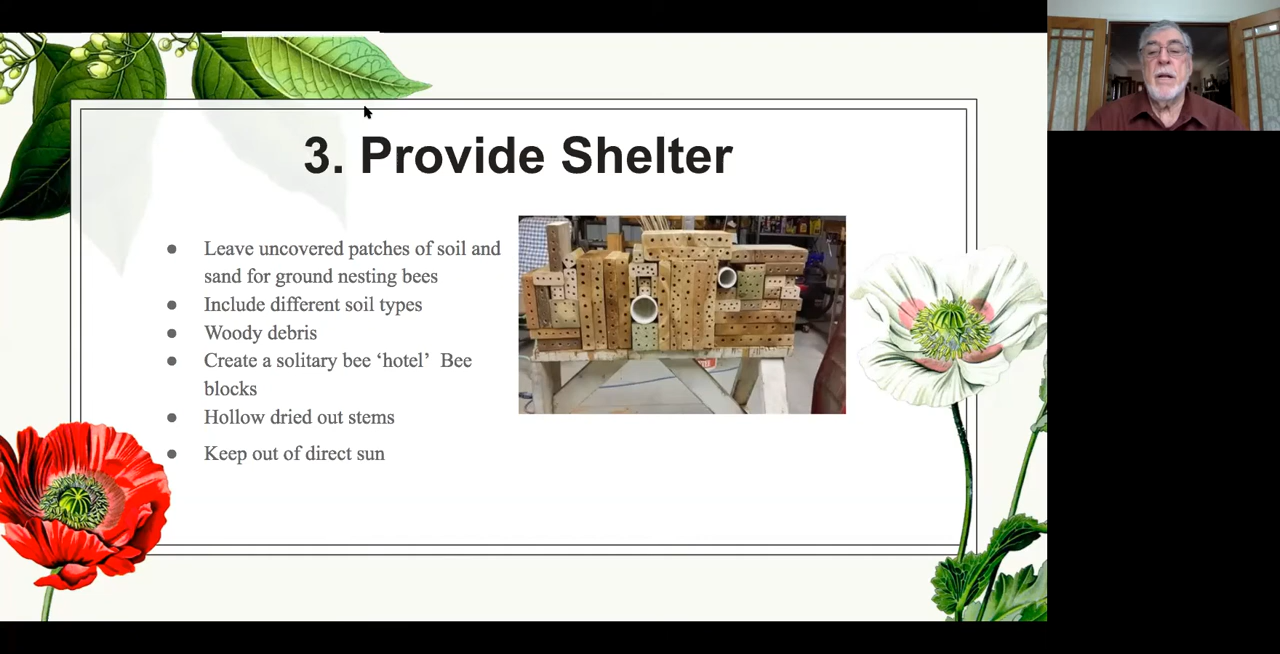 3. Provide Shelter
● Leave uncovered patches of soil and
sand for ground nesting bees
● Include different soil types
● Woody debris
● Create a solitary bee ‘hotel’  Bee
blocks
● Hollow dried out stems
● Keep out of direct sun